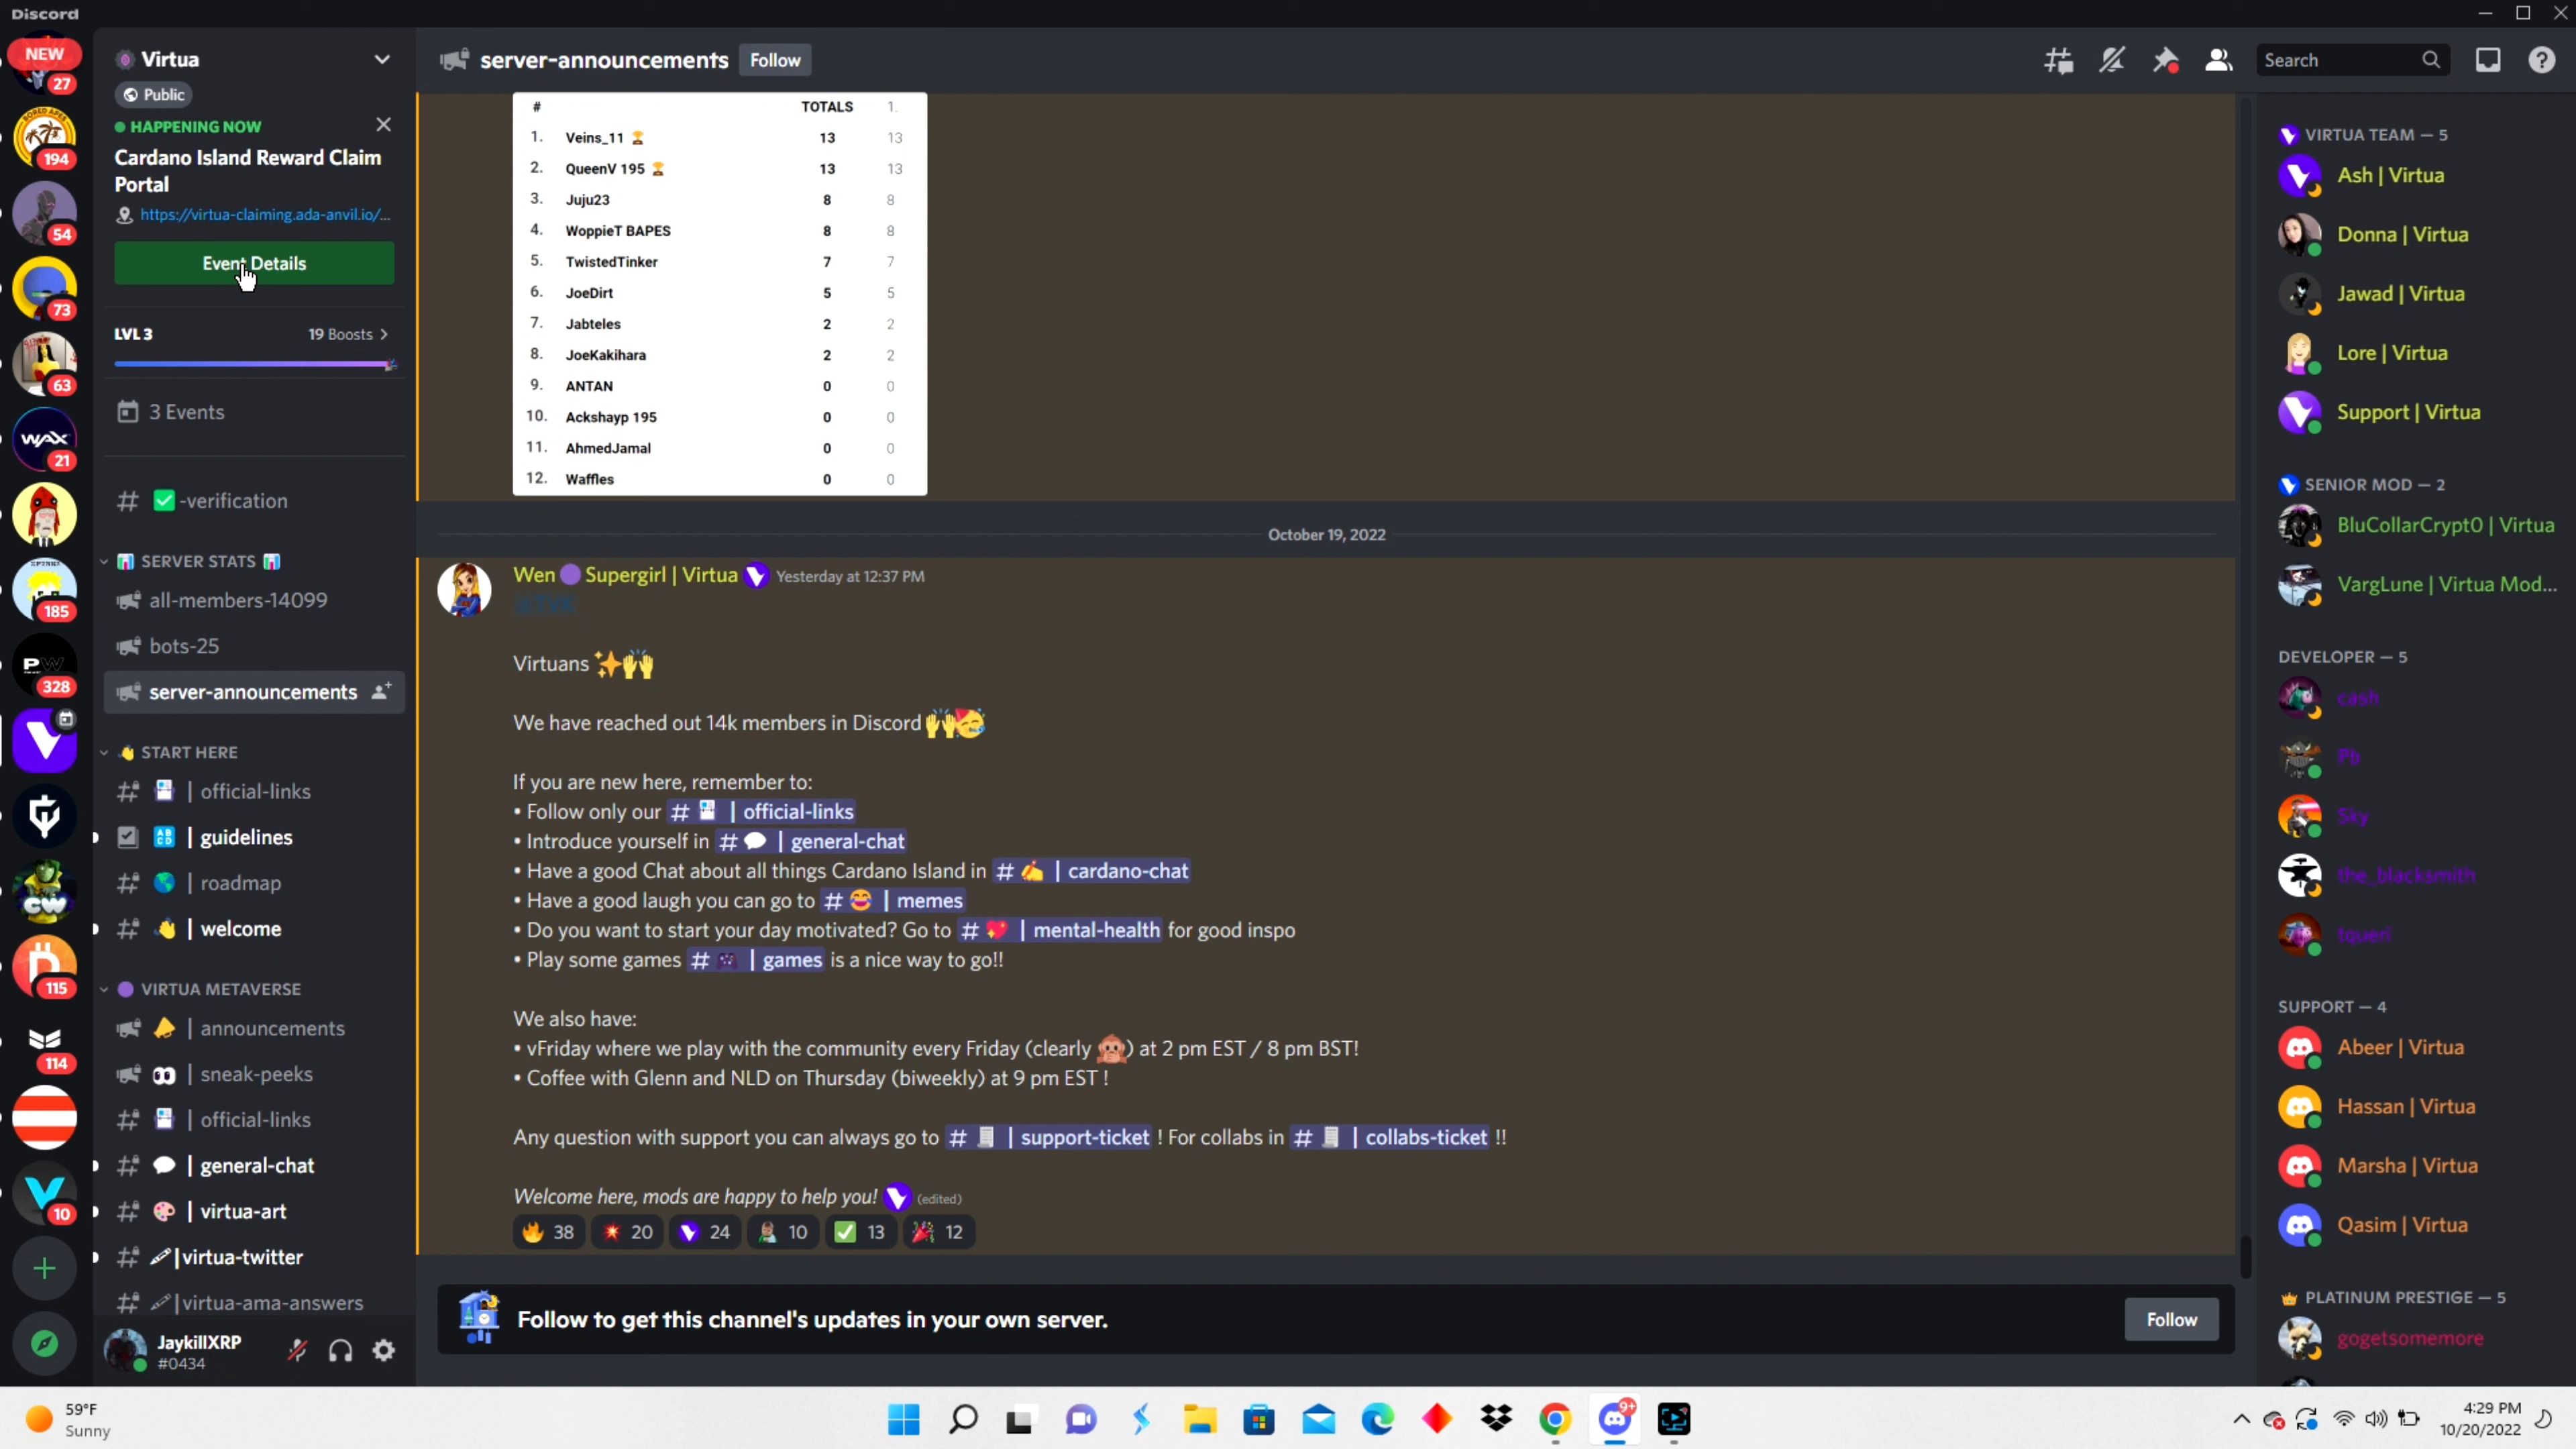 Discord
NEW
27
194
54
73
63
WAX
21
185
PW
328
CW
115
114
10
Virtua
Public
HAPPENING NOW
Cardano Island Reward Claim
Portal
https://virtua-claiming.ada-anvil.io/...
Event Details
LVL 3
19 Boosts
3 Events
-verification
SERVER STATS
all-members-14099
bots-25
server-announcements
START HERE
| official-links
| guidelines
| roadmap
| welcome
VIRTUA METAVERSE
| announcements
| sneak-peeks
| official-links
| general-chat
| virtua-art
|virtua-twitter
|virtua-ama-answers
JaykillXRP
#0434
server-announcements
Follow
Search
# TOTALS 1.
1. Veins_11 13 13
2. QueenV 195 13 13
3. Juju23 8 8
4. WoppieT BAPES 8 8
5. TwistedTinker 7 7
6. JoeDirt 5 5
7. Jabteles 2 2
8. JoeKakihara 2 2
9. ANTAN 0 0
10. Ackshayp 195 0 0
11. AhmedJamal 0 0
12. Waffles 0 0
October 19, 2022
Wen 🟣 Supergirl | Virtua Yesterday at 12:37 PM
Virtuans ✨🙌
We have reached out 14k members in Discord 🙌🥳
If you are new here, remember to:
• Follow only our # | official-links
• Introduce yourself in # 💬 | general-chat
• Have a good Chat about all things Cardano Island in # ✍️ | cardano-chat
• Have a good laugh you can go to # 😂 | memes
• Do you want to start your day motivated? Go to # 💖 | mental-health for good inspo
• Play some games # 🎮 | games is a nice way to go!!
We also have:
• vFriday where we play with the community every Friday (clearly 🙊) at 2 pm EST / 8 pm BST!
• Coffee with Glenn and NLD on Thursday (biweekly) at 9 pm EST !
Any question with support you can always go to # 🧾 | support-ticket ! For collabs in # 🧾 | collabs-ticket !!
Welcome here, mods are happy to help you! (edited)
38 20 24 10 13 12
Follow to get this channel's updates in your own server.
Follow
VIRTUA TEAM — 5
Ash | Virtua
Donna | Virtua
Jawad | Virtua
Lore | Virtua
Support | Virtua
SENIOR MOD — 2
BluCollarCrypt0 | Virtua
VargLune | Virtua Mod...
DEVELOPER — 5
cash
Pb
Sky
the_blacksmith
tqueri
SUPPORT — 4
Abeer | Virtua
Hassan | Virtua
Marsha | Virtua
Qasim | Virtua
PLATINUM PRESTIGE — 5
gogetsomemore
59°F
Sunny
9+
4:29 PM
10/20/2022